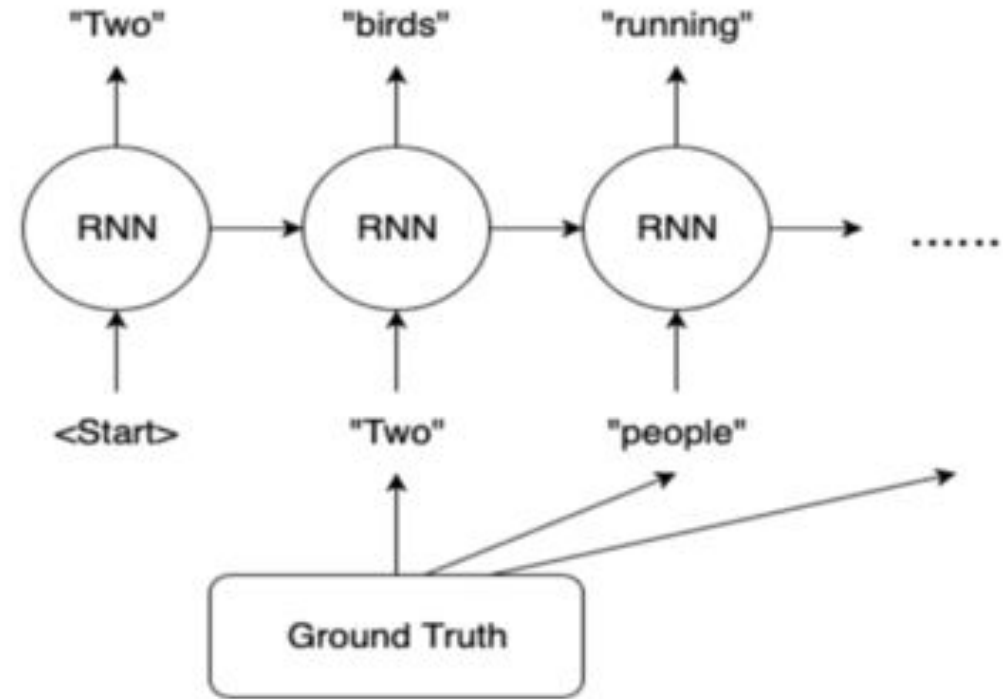 "Two" "birds" "running"
RNN RNN RNN ......
<Start> "Two" "people"
Ground Truth